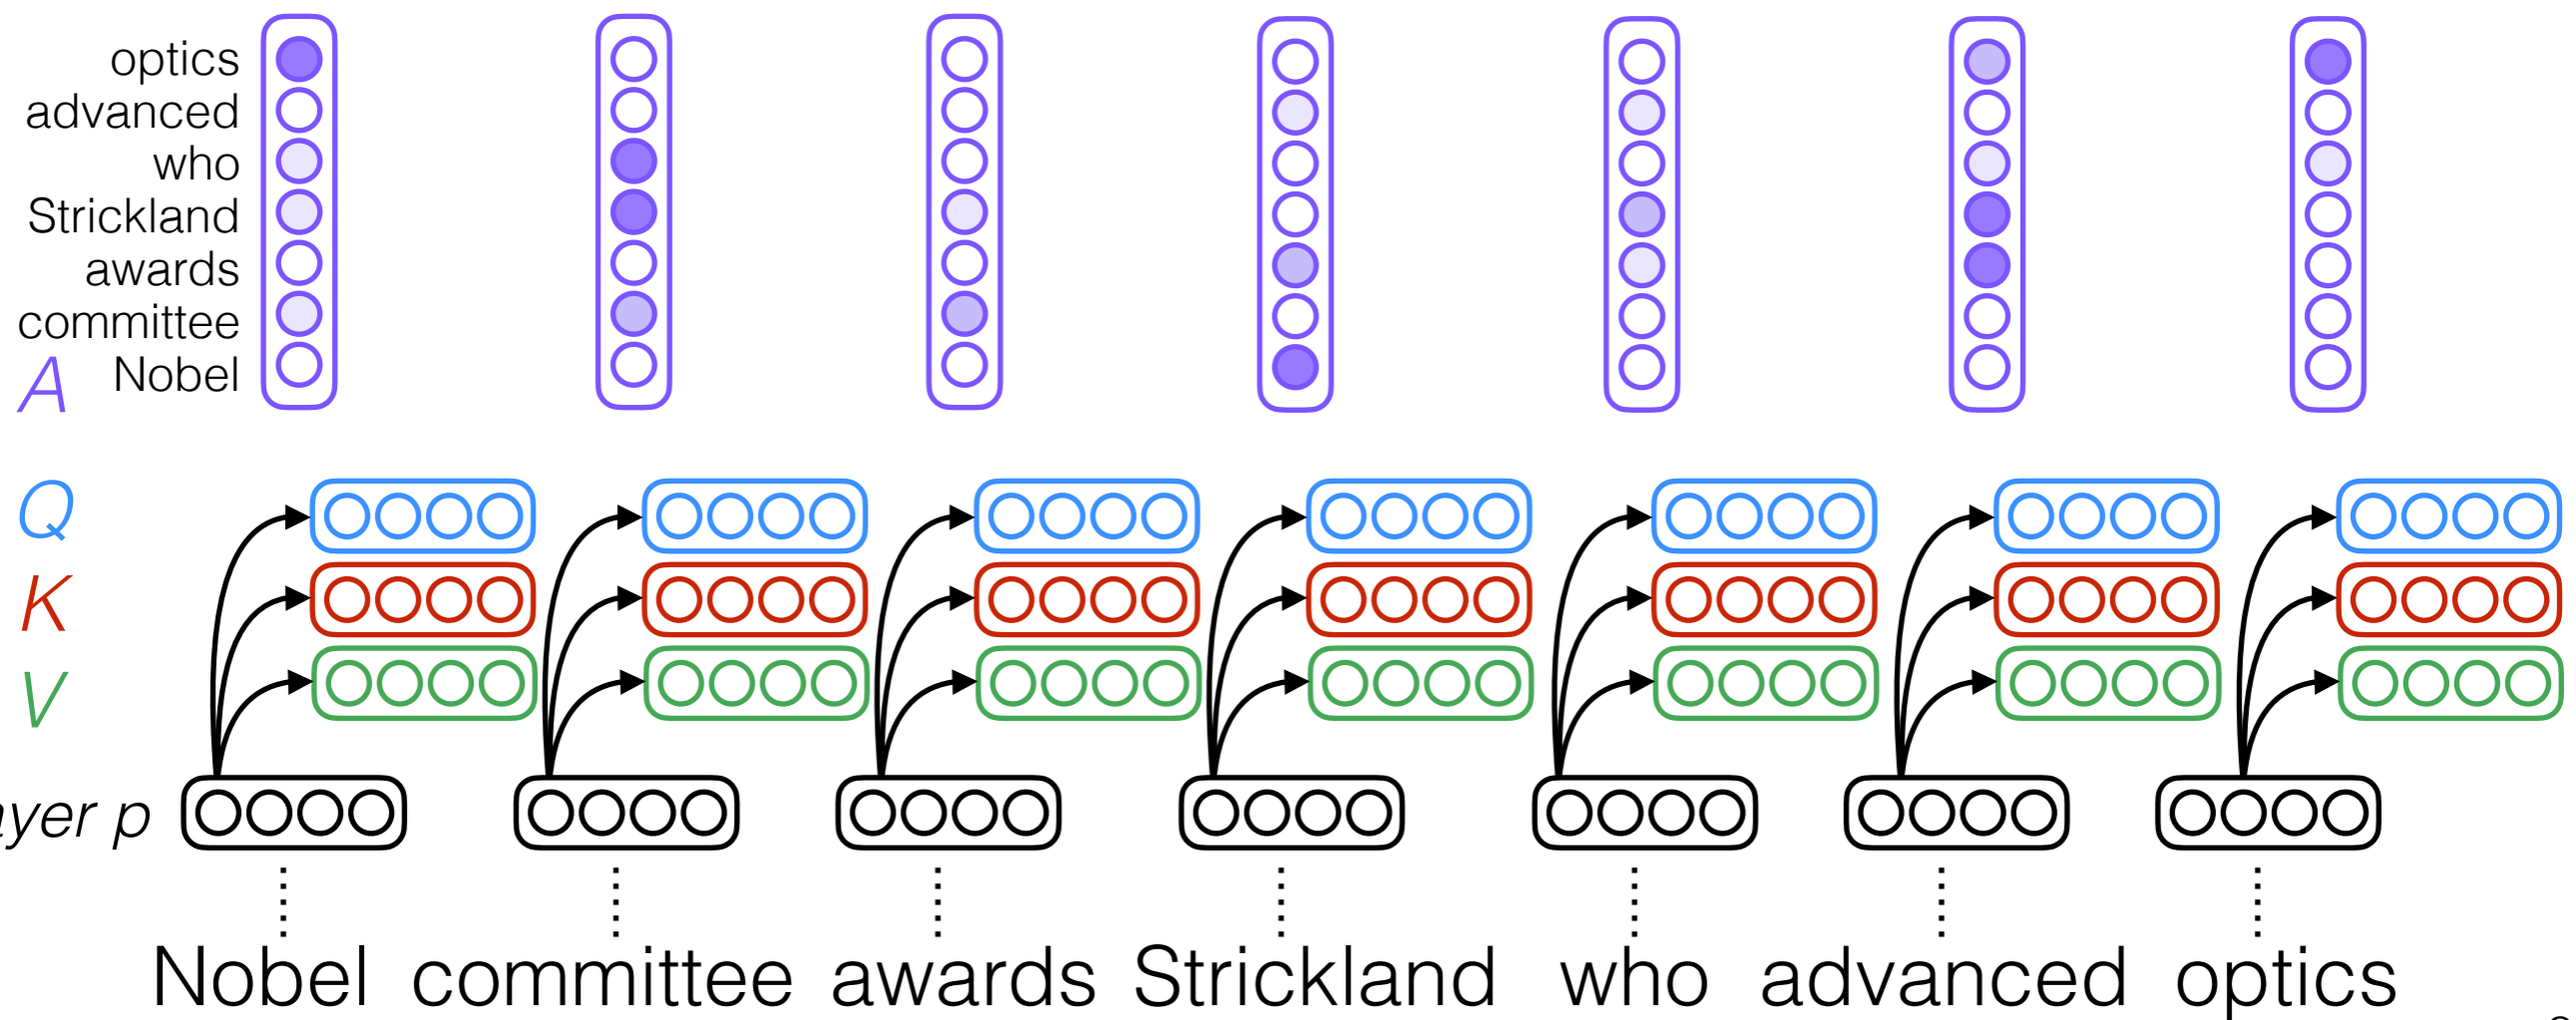 optics
advanced
who
Strickland
awards
committee
A Nobel
Q
K
V
ayer p
Nobel committee awards Strickland who advanced optics